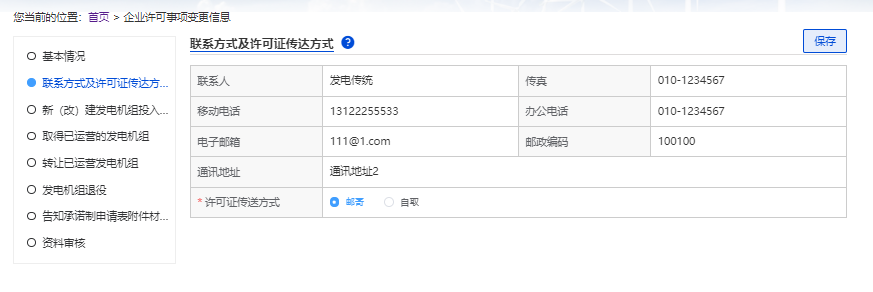 您当前的位置：首页 > 企业许可事项变更信息
基本情况
联系方式及许可证传达方...
新（改）建发电机组投入...
取得已运营的发电机组
转让已运营发电机组
发电机组退役
告知承诺制申请表附件材...
资料审核
联系方式及许可证传达方式 ?
保存
联系人 发电传统 传真 010-1234567
移动电话 13122255533 办公电话 010-1234567
电子邮箱 111@1.com 邮政编码 100100
通讯地址 通讯地址2
*许可证传送方式 邮寄 自取